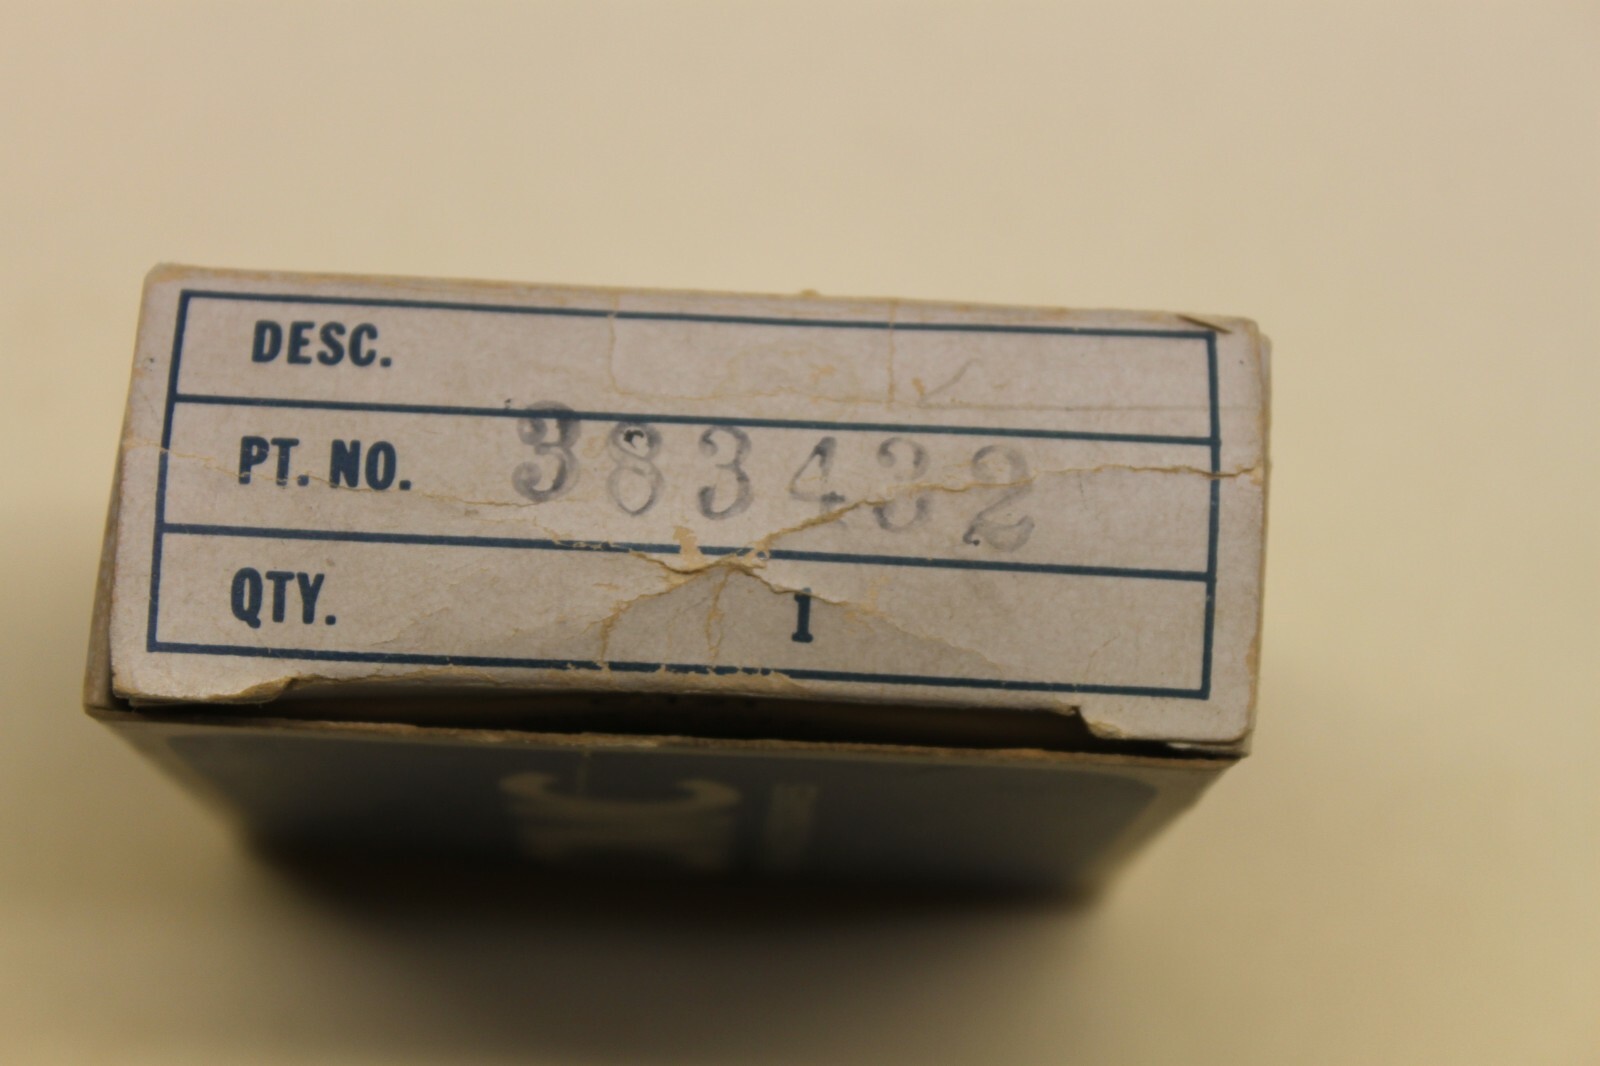 DESC.
PT. NO. 383432
QTY. 1